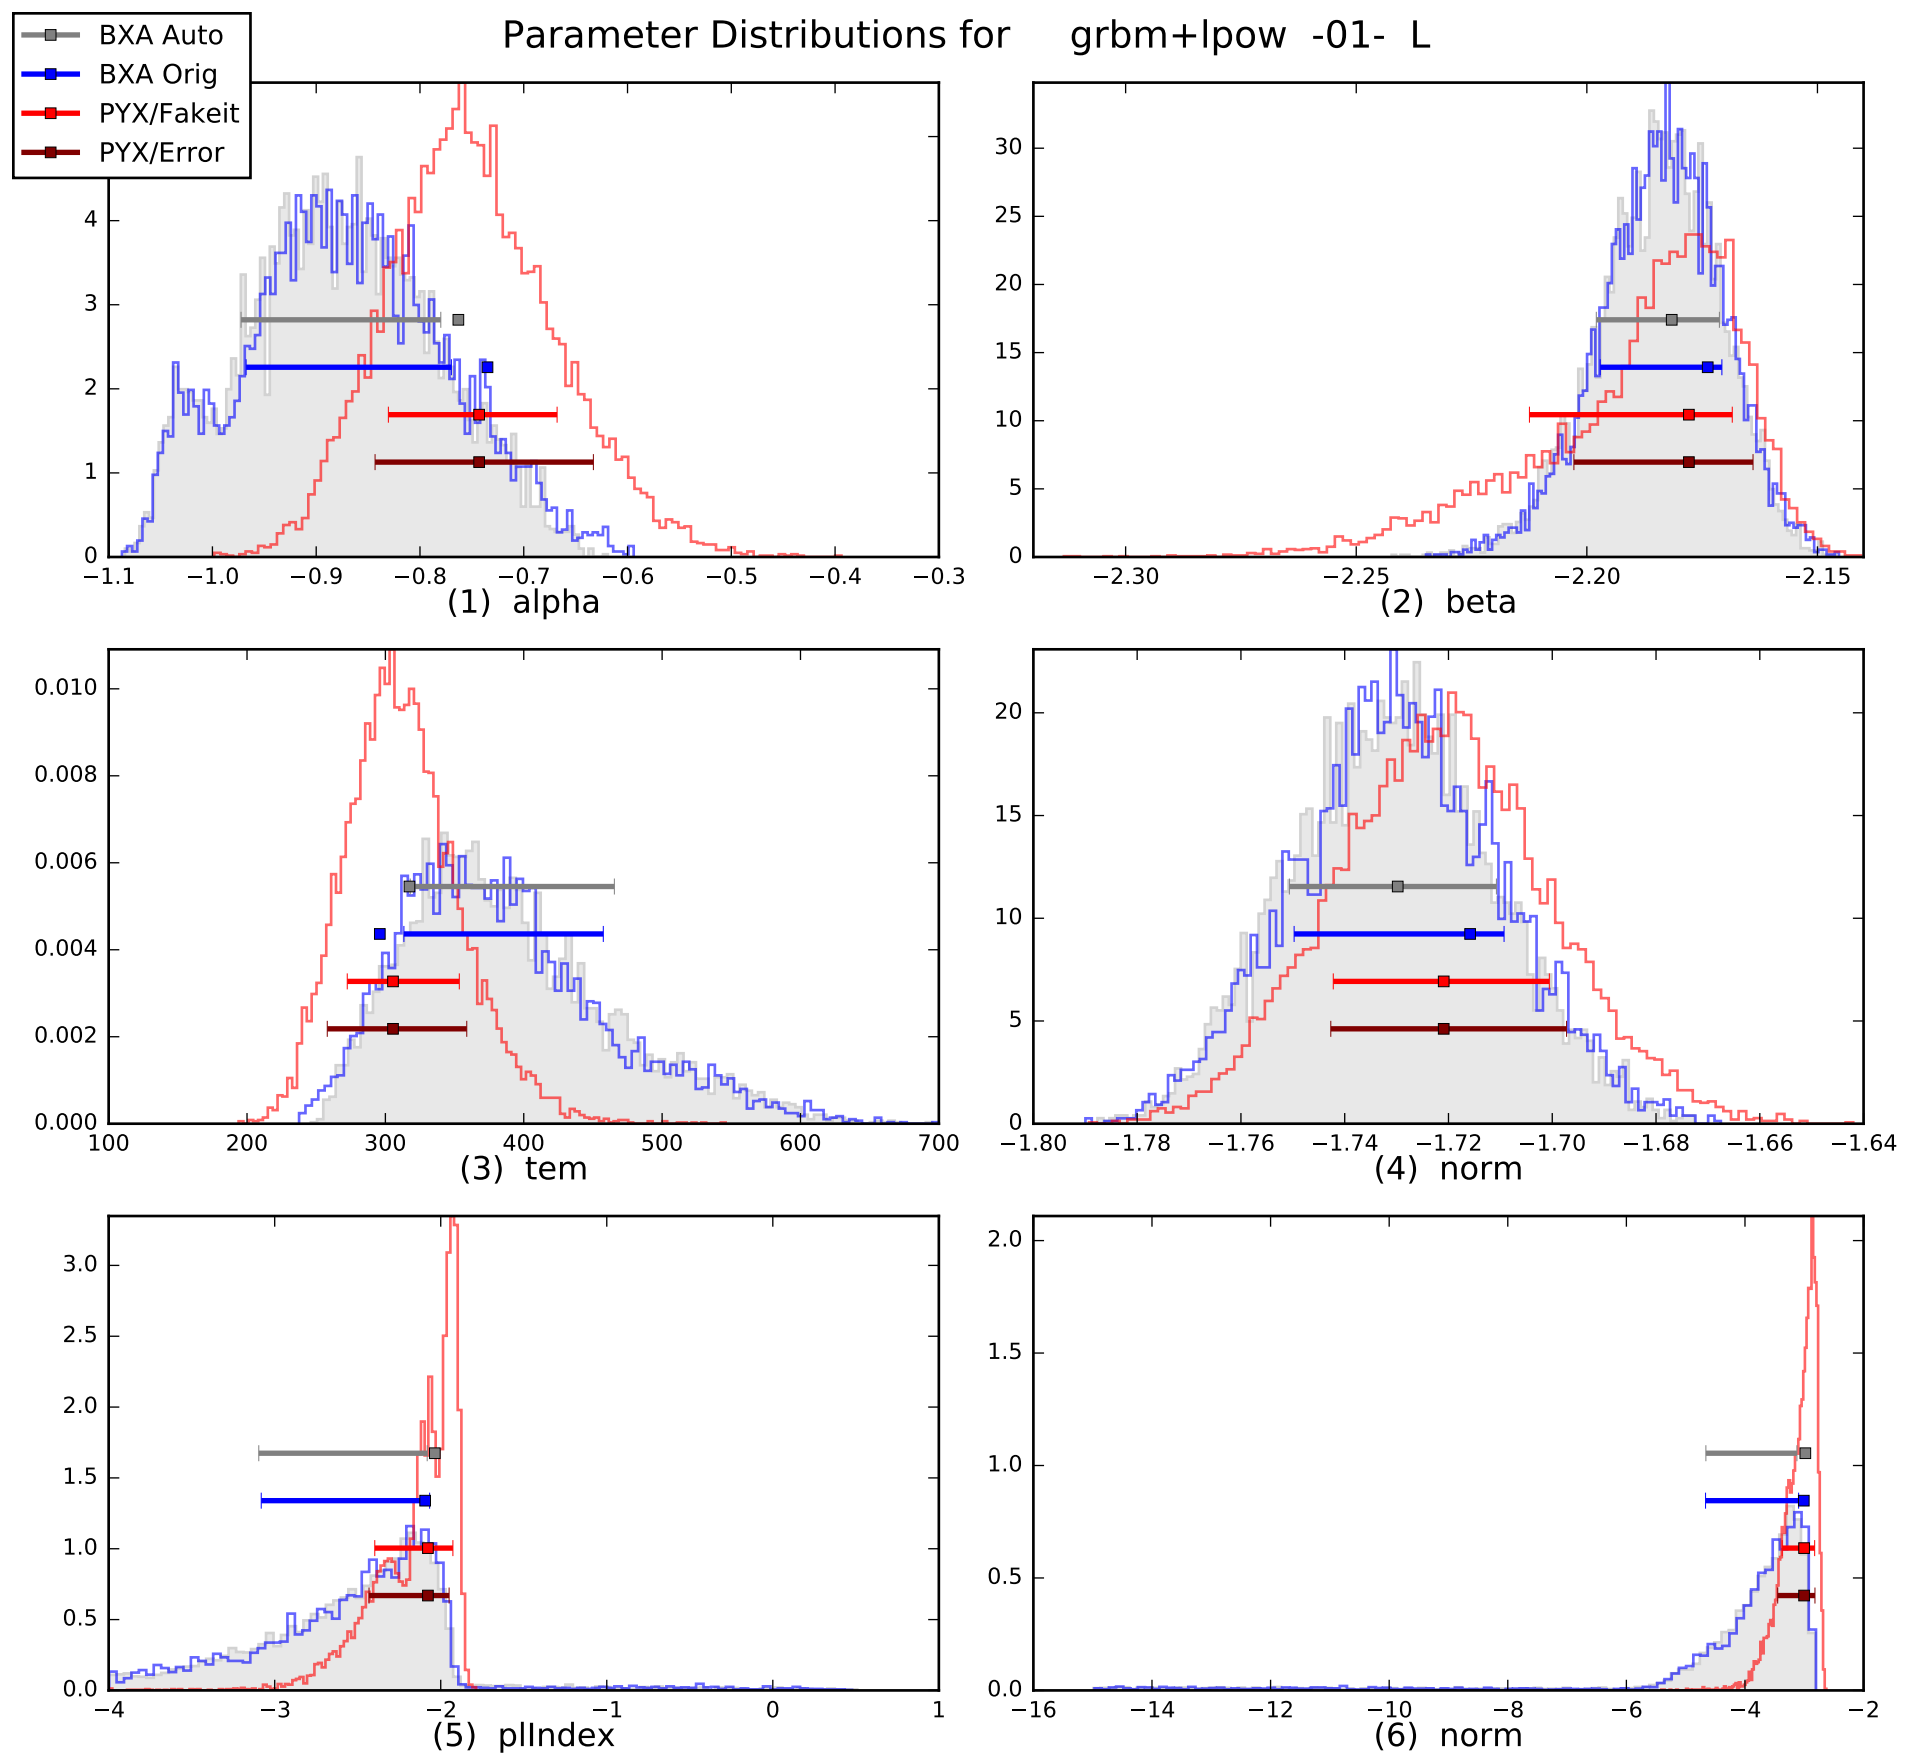 Parameter Distributions for grbm+lpow -01- L
BXA Auto
BXA Orig
PYX/Fakeit
PYX/Error
4
3
2
1
0
−1.1 −1.0 −0.9 −0.8 −0.7 −0.6 −0.5 −0.4 −0.3
(1) alpha
30
25
20
15
10
5
0
−2.30 −2.25 −2.20 −2.15
(2) beta
0.010
0.008
0.006
0.004
0.002
0.000
100 200 300 400 500 600 700
(3) tem
20
15
10
5
0
−1.80 −1.78 −1.76 −1.74 −1.72 −1.70 −1.68 −1.66 −1.64
(4) norm
3.0
2.5
2.0
1.5
1.0
0.5
0.0
−4 −3 −2 −1 0 1
(5) plIndex
2.0
1.5
1.0
0.5
0.0
−16 −14 −12 −10 −8 −6 −4 −2
(6) norm